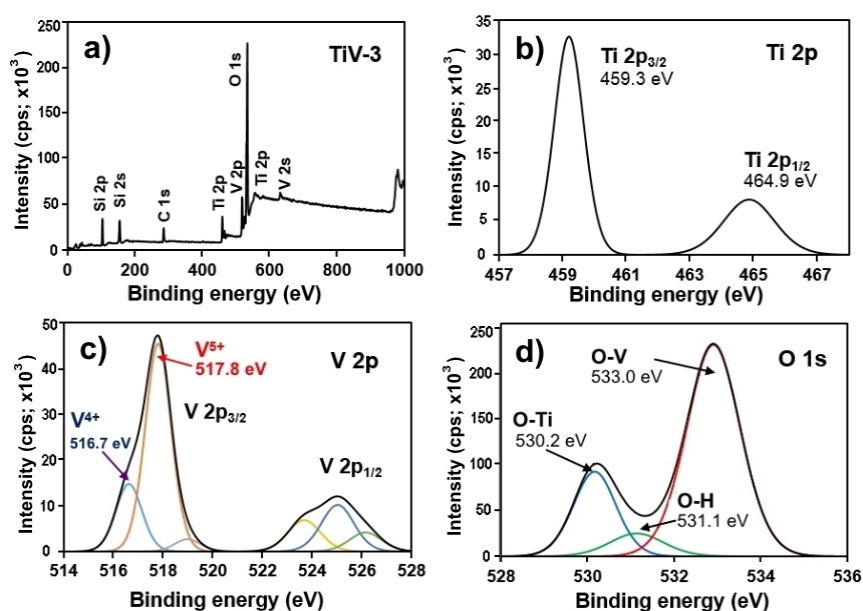 a)
TiV-3
Intensity (cps; x10³)
250
200
150
100
50
0
Si 2p
Si 2s
C 1s
Ti 2p
V 2p
O 1s
Ti 2p
V 2s
0 200 400 600 800 1000
Binding energy (eV)
b)
Ti 2p
Intensity (cps; x10³)
35
30
25
20
15
10
5
0
Ti 2p₃/₂
459.3 eV
Ti 2p₁/₂
464.9 eV
457 459 461 463 465 467
Binding energy (eV)
c)
V 2p
Intensity (cps; x10³)
50
40
30
20
10
0
V⁵⁺
517.8 eV
V⁴⁺
516.7 eV
V 2p₃/₂
V 2p₁/₂
514 516 518 520 522 524 526 528
Binding energy (eV)
d)
O 1s
Intensity (cps; x10³)
250
200
150
100
50
0
O-V
533.0 eV
O-Ti
530.2 eV
O-H
531.1 eV
528 530 532 534 536
Binding energy (eV)